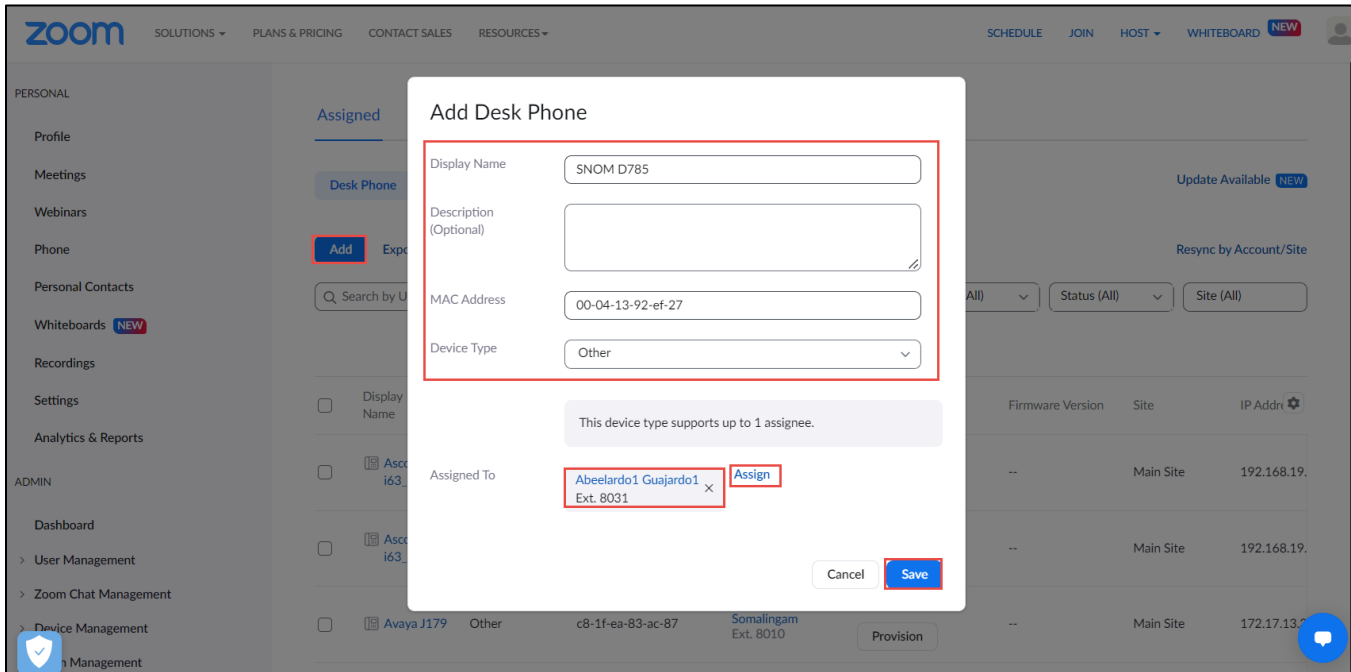 zoom
SOLUTIONS
PLANS & PRICING
CONTACT SALES
RESOURCES
SCHEDULE
JOIN
HOST
WHITEBOARD
NEW
PERSONAL
Profile
Meetings
Webinars
Phone
Personal Contacts
Whiteboards NEW
Recordings
Settings
Analytics & Reports
ADMIN
Dashboard
User Management
Zoom Chat Management
Device Management
Management
Assigned
Desk Phone
Update Available NEW
Add
Resync by Account/Site
Search by
All)
Status (All)
Site (All)
Add Desk Phone
Display Name
SNOM D785
Description
(Optional)
MAC Address
00-04-13-92-ef-27
Device Type
Other
This device type supports up to 1 assignee.
Assigned To
Abeelardo1 Guajardo1
Ext. 8031
Assign
Cancel
Save
Display
Name
Firmware Version
Site
i63_
--
Main Site
192.168.19.
i63_
--
Main Site
192.168.19.
Avaya J179
Other
c8-1f-ea-83-ac-87
Somalingam
Ext. 8010
Provision
--
Main Site
172.17.13.